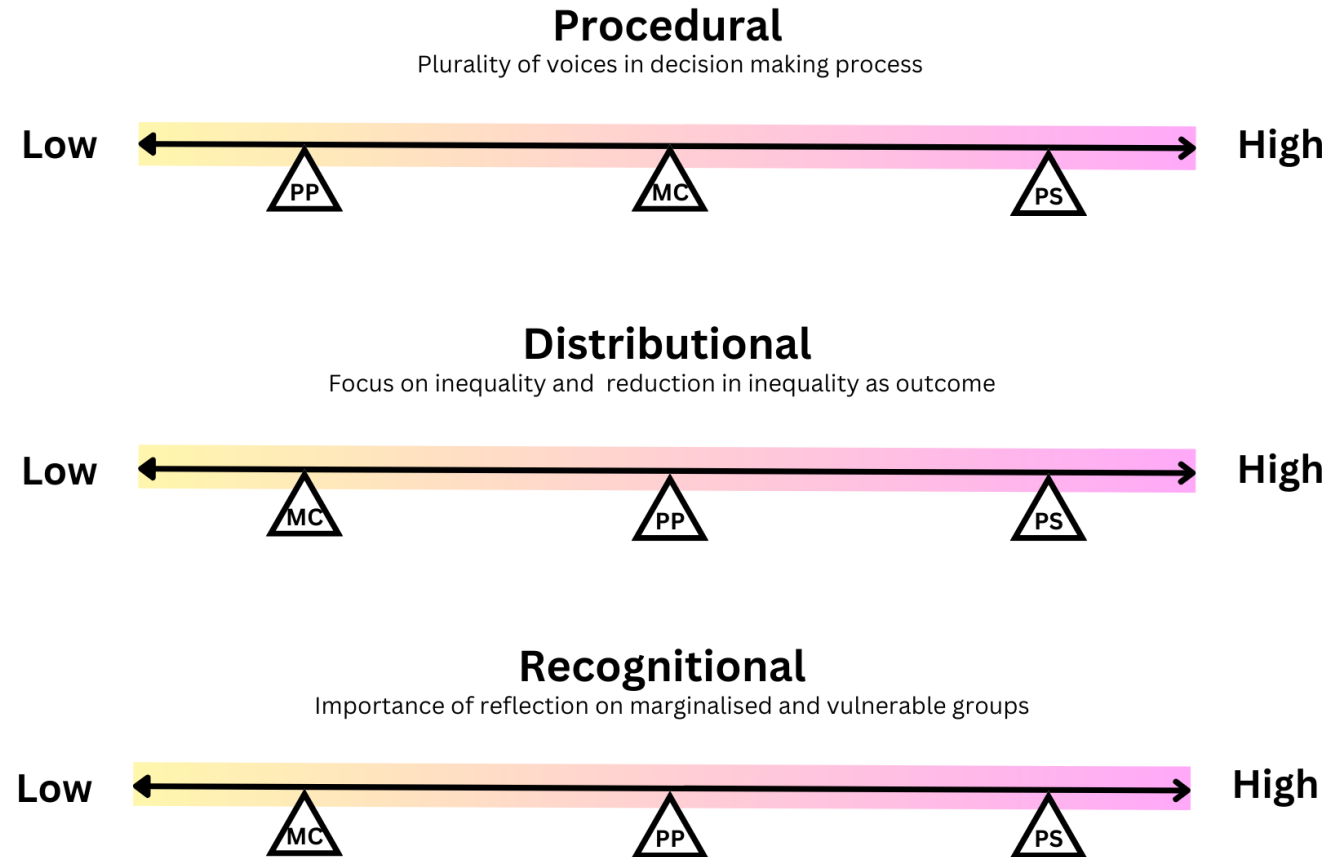 Procedural
Plurality of voices in decision making process
Low High
PP MC PS
Distributional
Focus on inequality and  reduction in inequality as outcome
Low High
MC PP PS
Recognitional
Importance of reflection on marginalised and vulnerable groups
Low High
MC PP PS